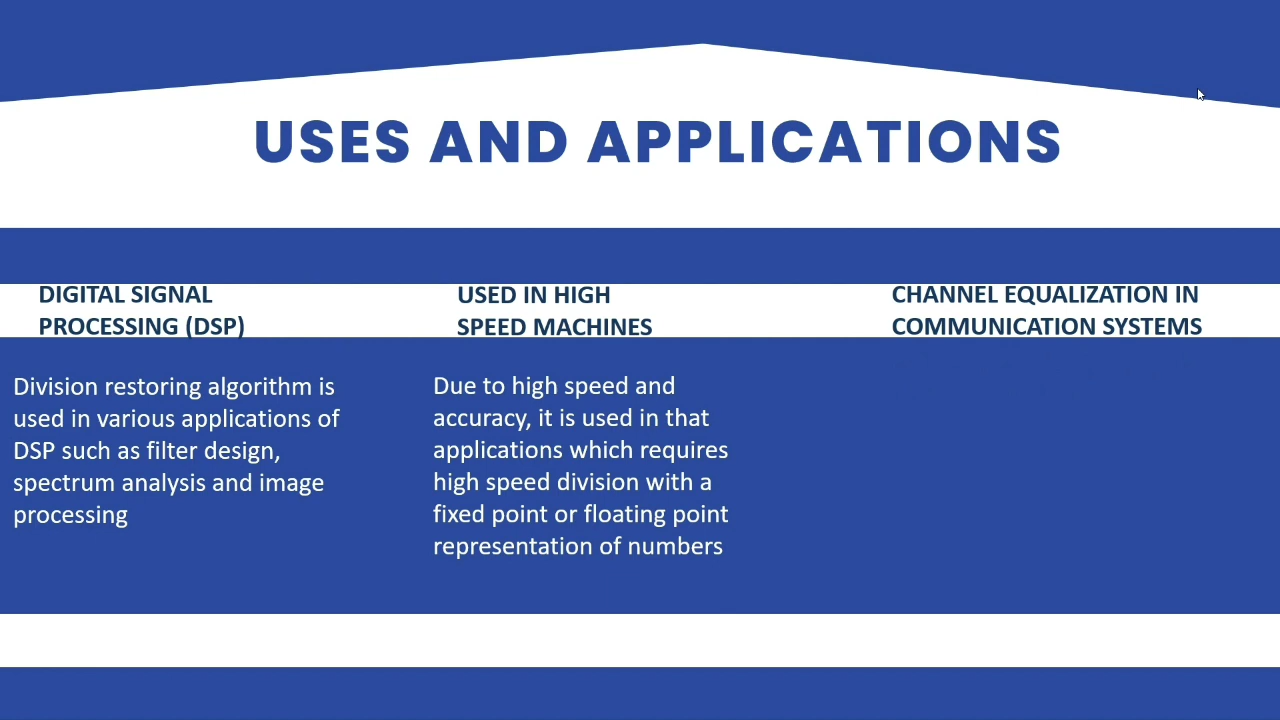 USES AND APPLICATIONS
DIGITAL SIGNAL
PROCESSING (DSP)
Division restoring algorithm is
used in various applications of
DSP such as filter design,
spectrum analysis and image
processing
USED IN HIGH
SPEED MACHINES
Due to high speed and
accuracy, it is used in that
applications which requires
high speed division with a
fixed point or floating point
representation of numbers
CHANNEL EQUALIZATION IN
COMMUNICATION SYSTEMS